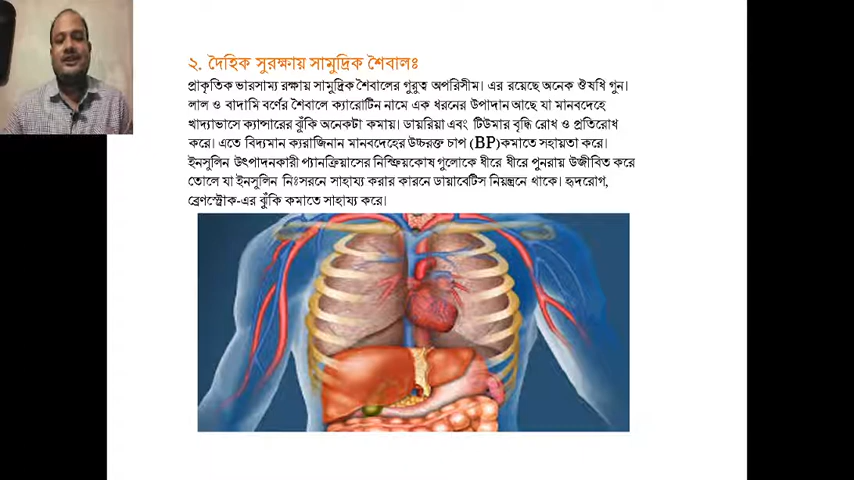 ২. দৈহিক সুরক্ষায় সামুদ্রিক শৈবালঃ
প্রাকৃতিক ভারসাম্য রক্ষায় সামুদ্রিক শৈবালের গুরুত্ব অপরিসীম। এর রয়েছে অনেক ঔষধি গুন।
লাল ও বাদামি বর্ণের শৈবালে ক্যারোটিন নামে এক ধরনের উপাদান আছে যা মানবদেহে
খাদ্যাভাসে ক্যান্সারের ঝুঁকি অনেকটা কমায়। ডায়রিয়া এবং টিউমার বৃদ্ধি রোধ ও প্রতিরোধ
করে। এতে বিদ্যমান ক্যরাজিনান মানবদেহের উচ্চরক্ত চাপ (BP)কমাতে সহায়তা করে।
ইনসুলিন উৎপাদনকারী প্যানক্রিয়াসের নিষ্ক্রিয়কোষ গুলোকে ধীরে ধীরে পুনরায় উজীবিত করে
তোলে যা ইনসুলিন নিঃসরনে সাহায্য করার কারনে ডায়াবেটিস নিয়ন্ত্রনে থাকে। হৃদরোগ,
ব্রেণস্ট্রোক-এর ঝুঁকি কমাতে সাহায্য করে।